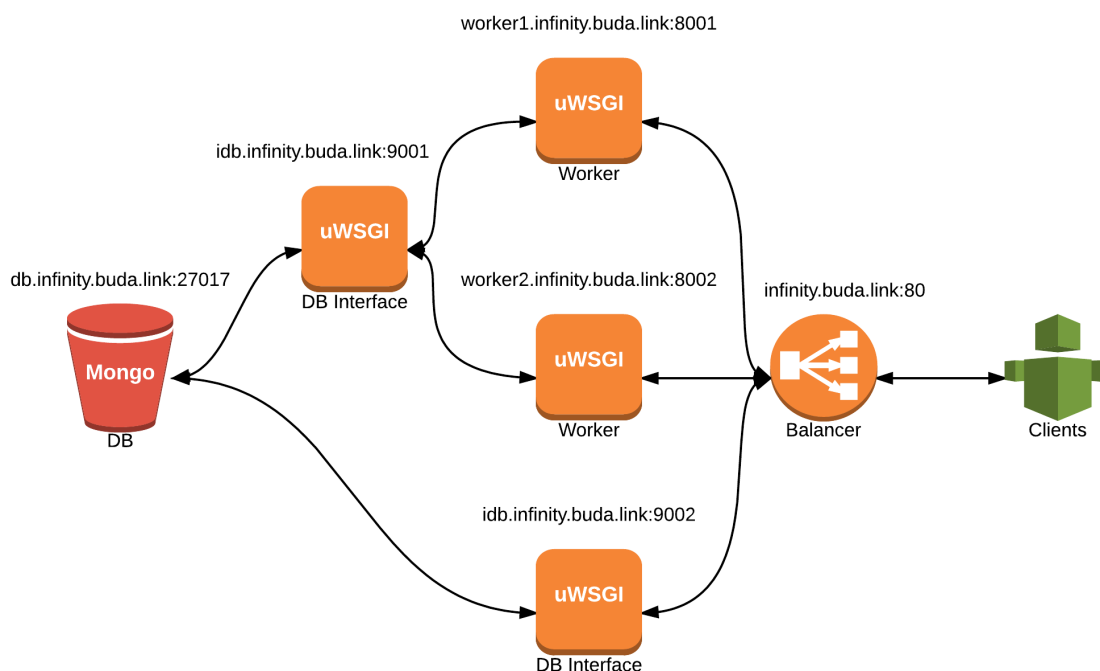 worker1.infinity.buda.link:8001
uWSGI
Worker
idb.infinity.buda.link:9001
uWSGI
DB Interface
db.infinity.buda.link:27017
Mongo
DB
worker2.infinity.buda.link:8002
uWSGI
Worker
infinity.buda.link:80
Balancer
Clients
idb.infinity.buda.link:9002
uWSGI
DB Interface